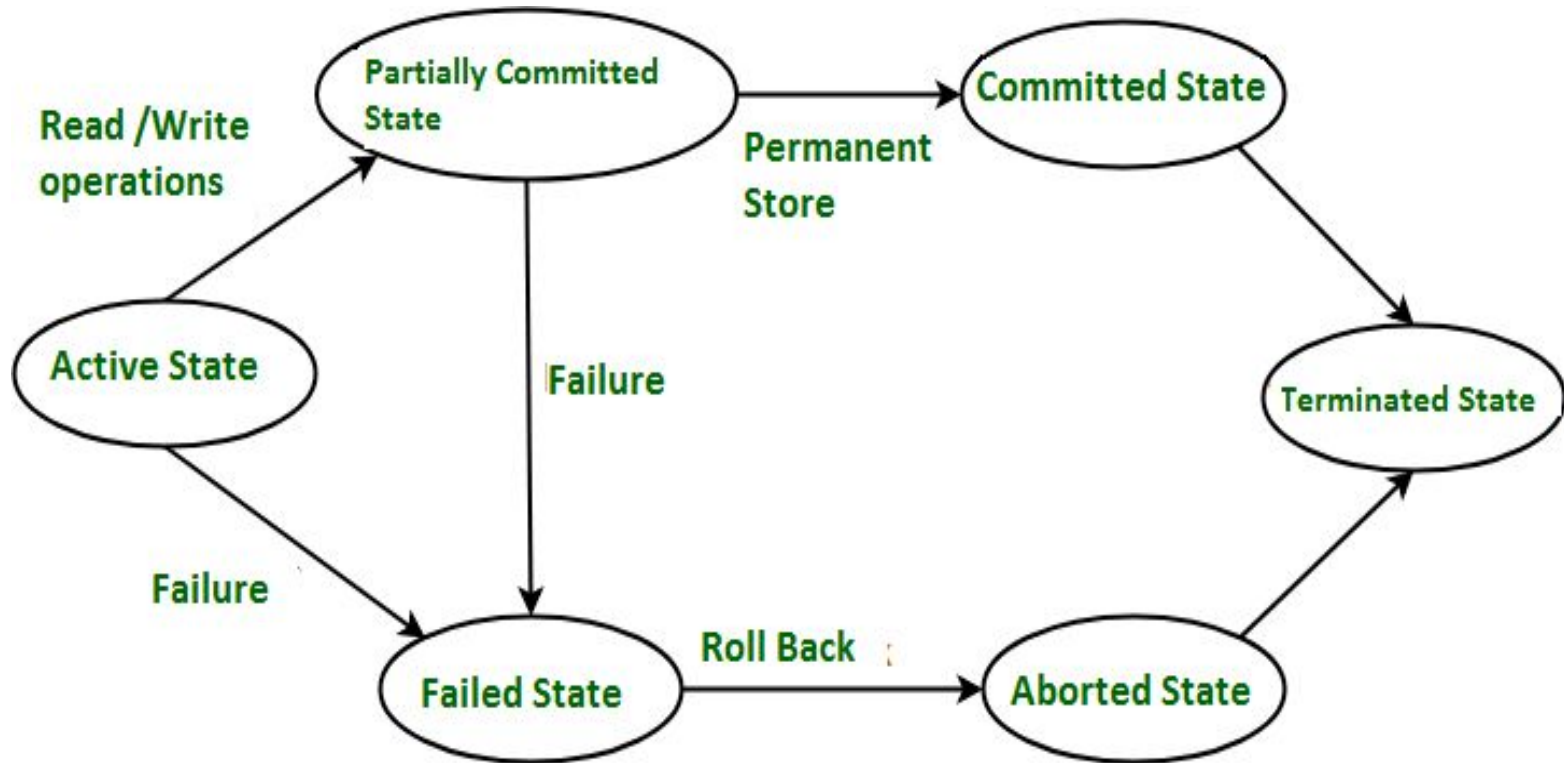 Partially Committed
State
Committed State
Read /Write
operations
Permanent
Store
Active State
Failure
Terminated State
Failure
Roll Back
Failed State
Aborted State